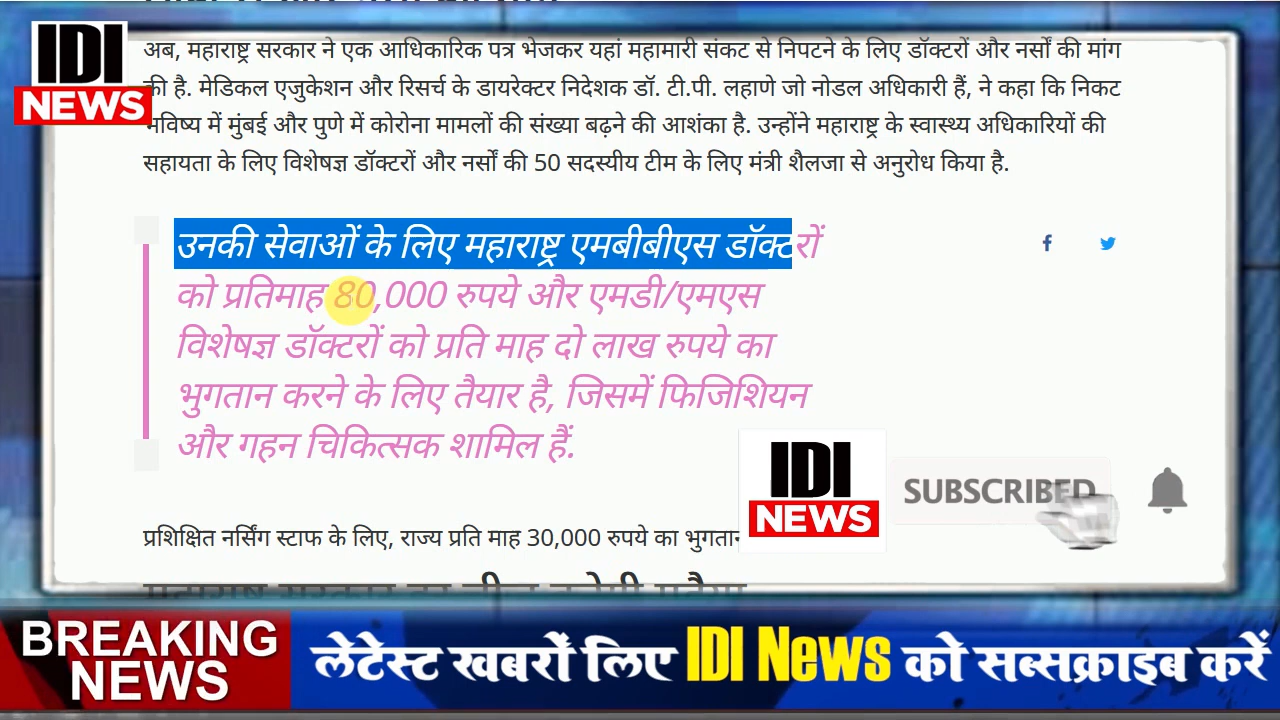 IDI
NEWS
अब, महाराष्ट्र सरकार ने एक आधिकारिक पत्र भेजकर यहां महामारी संकट से निपटने के लिए डॉक्टरों और नर्सों की मांग
की है. मेडिकल एजुकेशन और रिसर्च के डायरेक्टर निदेशक डॉ. टी.पी. लहाणे जो नोडल अधिकारी हैं, ने कहा कि निकट
भविष्य में मुंबई और पुणे में कोरोना मामलों की संख्या बढ़ने की आशंका है. उन्होंने महाराष्ट्र के स्वास्थ्य अधिकारियों की
सहायता के लिए विशेषज्ञ डॉक्टरों और नर्सों की 50 सदस्यीय टीम के लिए मंत्री शैलजा से अनुरोध किया है.
उनकी सेवाओं के लिए महाराष्ट्र एमबीबीएस डॉक्टरों
को प्रतिमाह 80,000 रुपये और एमडी/एमएस
विशेषज्ञ डॉक्टरों को प्रति माह दो लाख रुपये का
भुगतान करने के लिए तैयार है, जिसमें फिजिशियन
और गहन चिकित्सक शामिल हैं.
IDI
NEWS
SUBSCRIBED
प्रशिक्षित नर्सिंग स्टाफ के लिए, राज्य प्रति माह 30,000 रुपये का भुगतान
BREAKING
NEWS
लेटेस्ट खबरों लिए IDI News को सब्सक्राइब करें